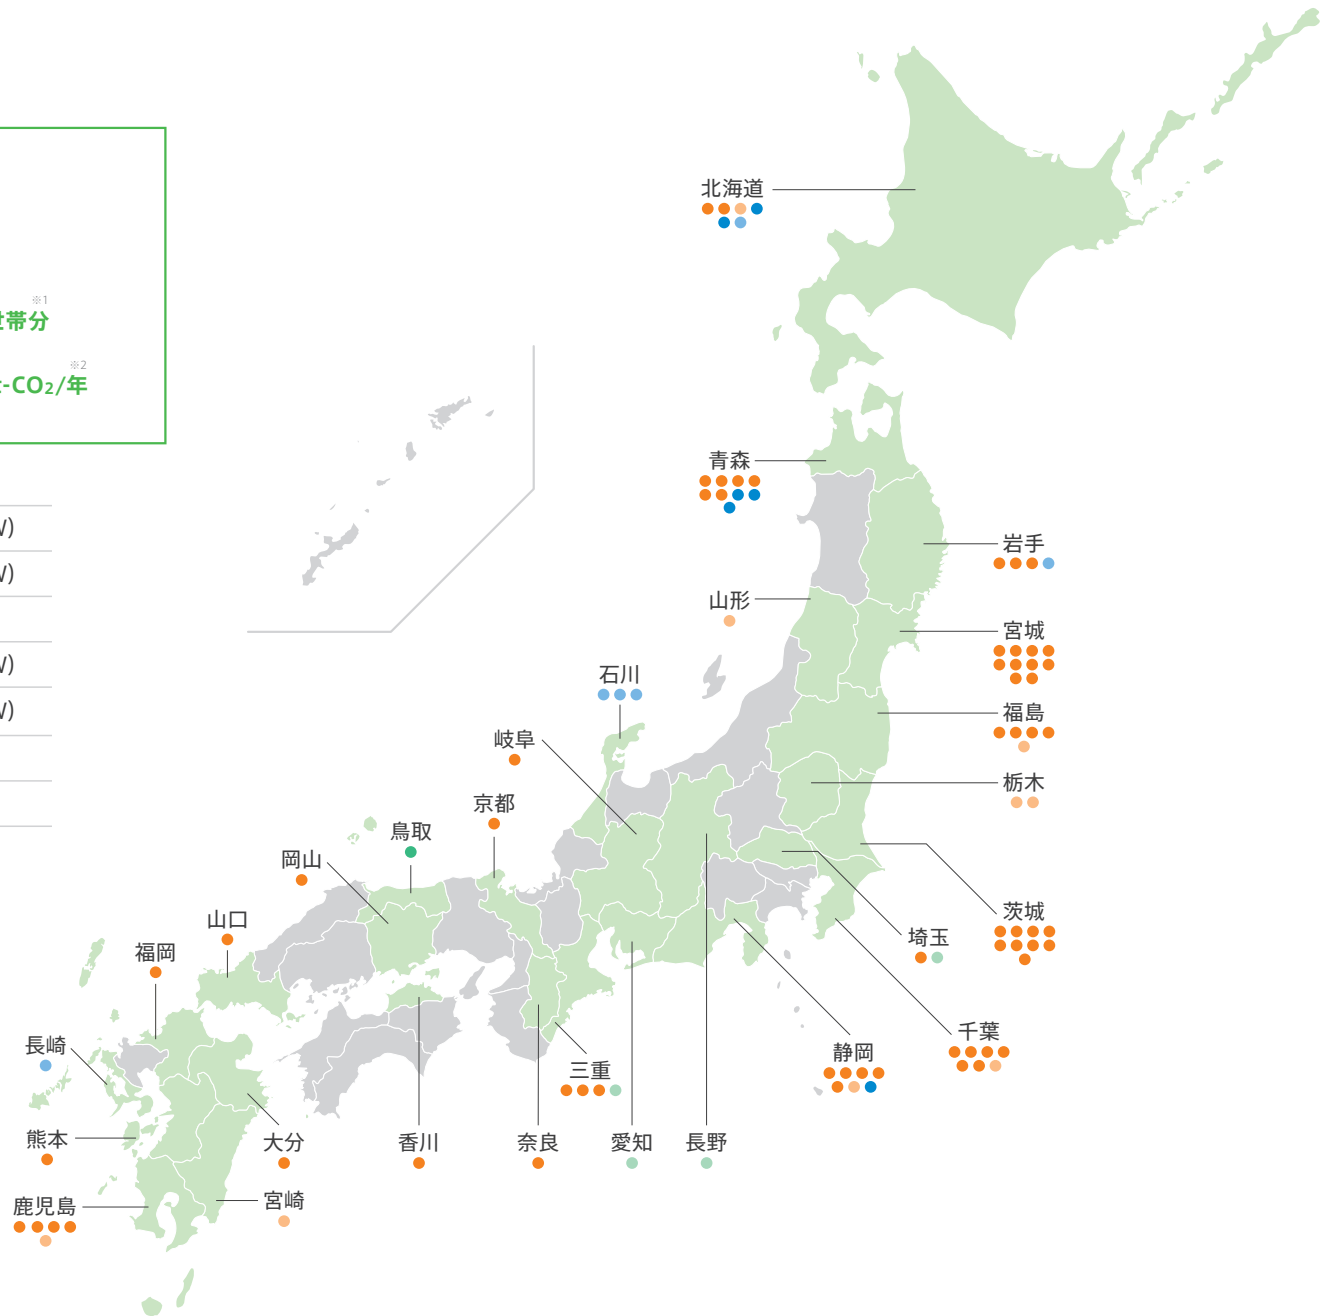 ※1
世帯分
※2
t-CO₂/年
W)
W)
W)
W)
北海道
青森
岩手
山形
宮城
石川
福島
岐阜
栃木
京都
鳥取
岡山
山口
茨城
埼玉
福岡
千葉
長崎
静岡
三重
熊本
大分
香川
奈良
愛知
長野
宮崎
鹿児島